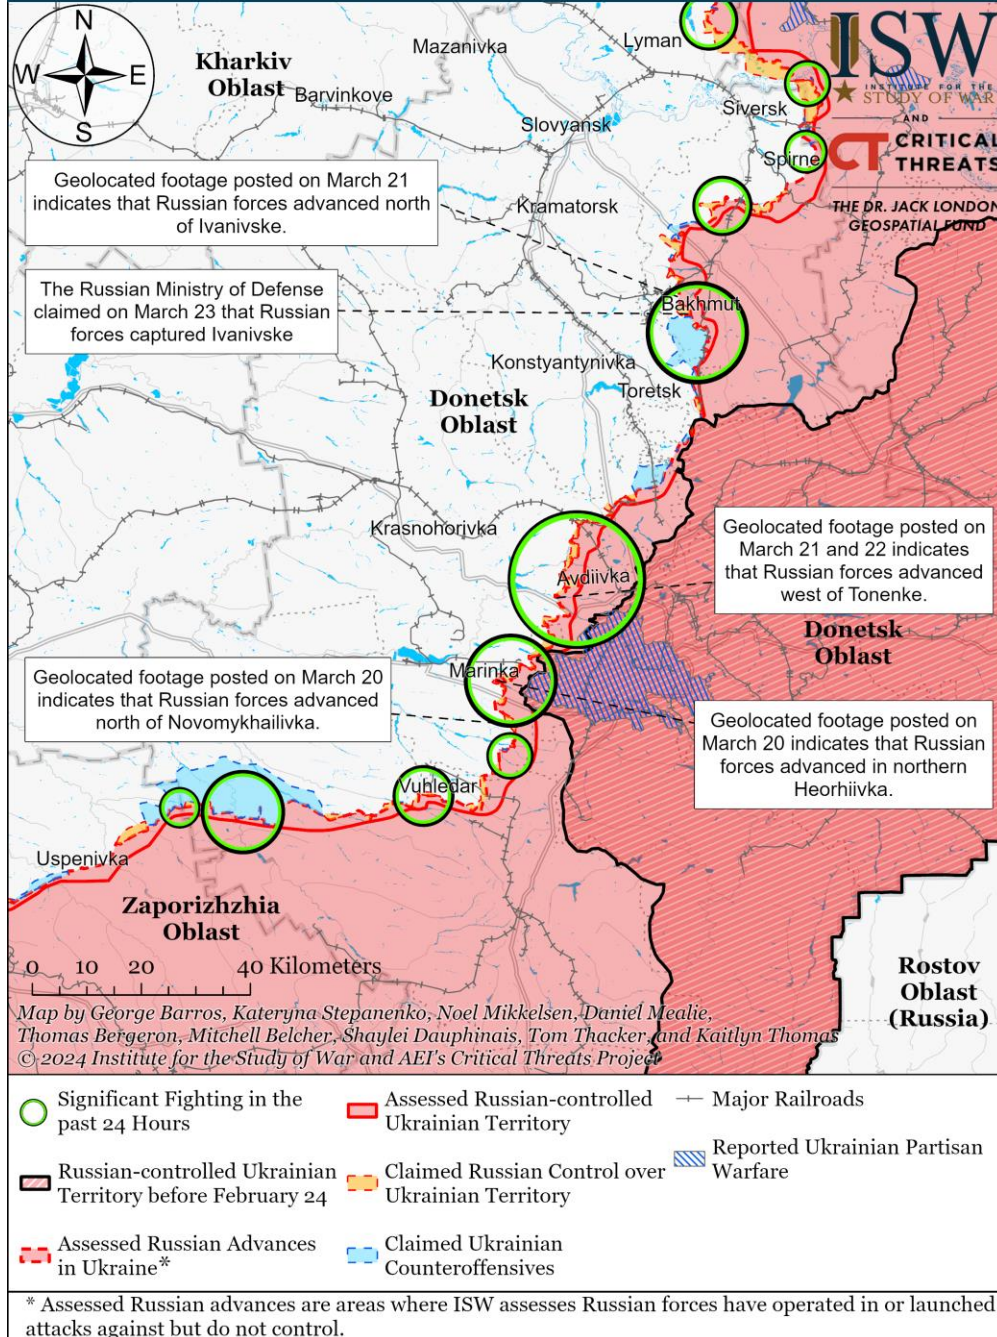 N
W E
S
Kharkiv
Oblast
Mazanivka
Lyman
ISW
INSTITUTE FOR THE
STUDY OF WAR
AND
CT CRITICAL
THREATS
THE DR. JACK LONDON
GEOSPATIAL FUND
Barvinkove
Slovyansk
Siversk
Spirne
Geolocated footage posted on March 21
indicates that Russian forces advanced north
of Ivanivske.
Kramatorsk
The Russian Ministry of Defense
claimed on March 23 that Russian
forces captured Ivanivske
Bakhmut
Konstyantynivka
Toretsk
Donetsk
Oblast
Krasnohorivka
Avdiivka
Geolocated footage posted on
March 21 and 22 indicates
that Russian forces advanced
west of Tonenke.
Donetsk
Oblast
Marinka
Geolocated footage posted on March 20
indicates that Russian forces advanced
north of Novomykhailivka.
Geolocated footage posted on
March 20 indicates that Russian
forces advanced in northern
Heorhiivka.
Vuhledar
Uspenivka
Zaporizhzhia
Oblast
Rostov
Oblast
(Russia)
0 10 20 40 Kilometers
Map by George Barros, Kateryna Stepanenko, Noel Mikkelsen, Daniel Mealie,
Thomas Bergeron, Mitchell Belcher, Shaylei Dauphinais, Tom Thacker, and Kaitlyn Thomas
© 2024 Institute for the Study of War and AEI's Critical Threats Project
Significant Fighting in the
past 24 Hours
Russian-controlled Ukrainian
Territory before February 24
Assessed Russian Advances
in Ukraine*
Assessed Russian-controlled
Ukrainian Territory
Claimed Russian Control over
Ukrainian Territory
Claimed Ukrainian
Counteroffensives
Major Railroads
Reported Ukrainian Partisan
Warfare
* Assessed Russian advances are areas where ISW assesses Russian forces have operated in or launched
attacks against but do not control.